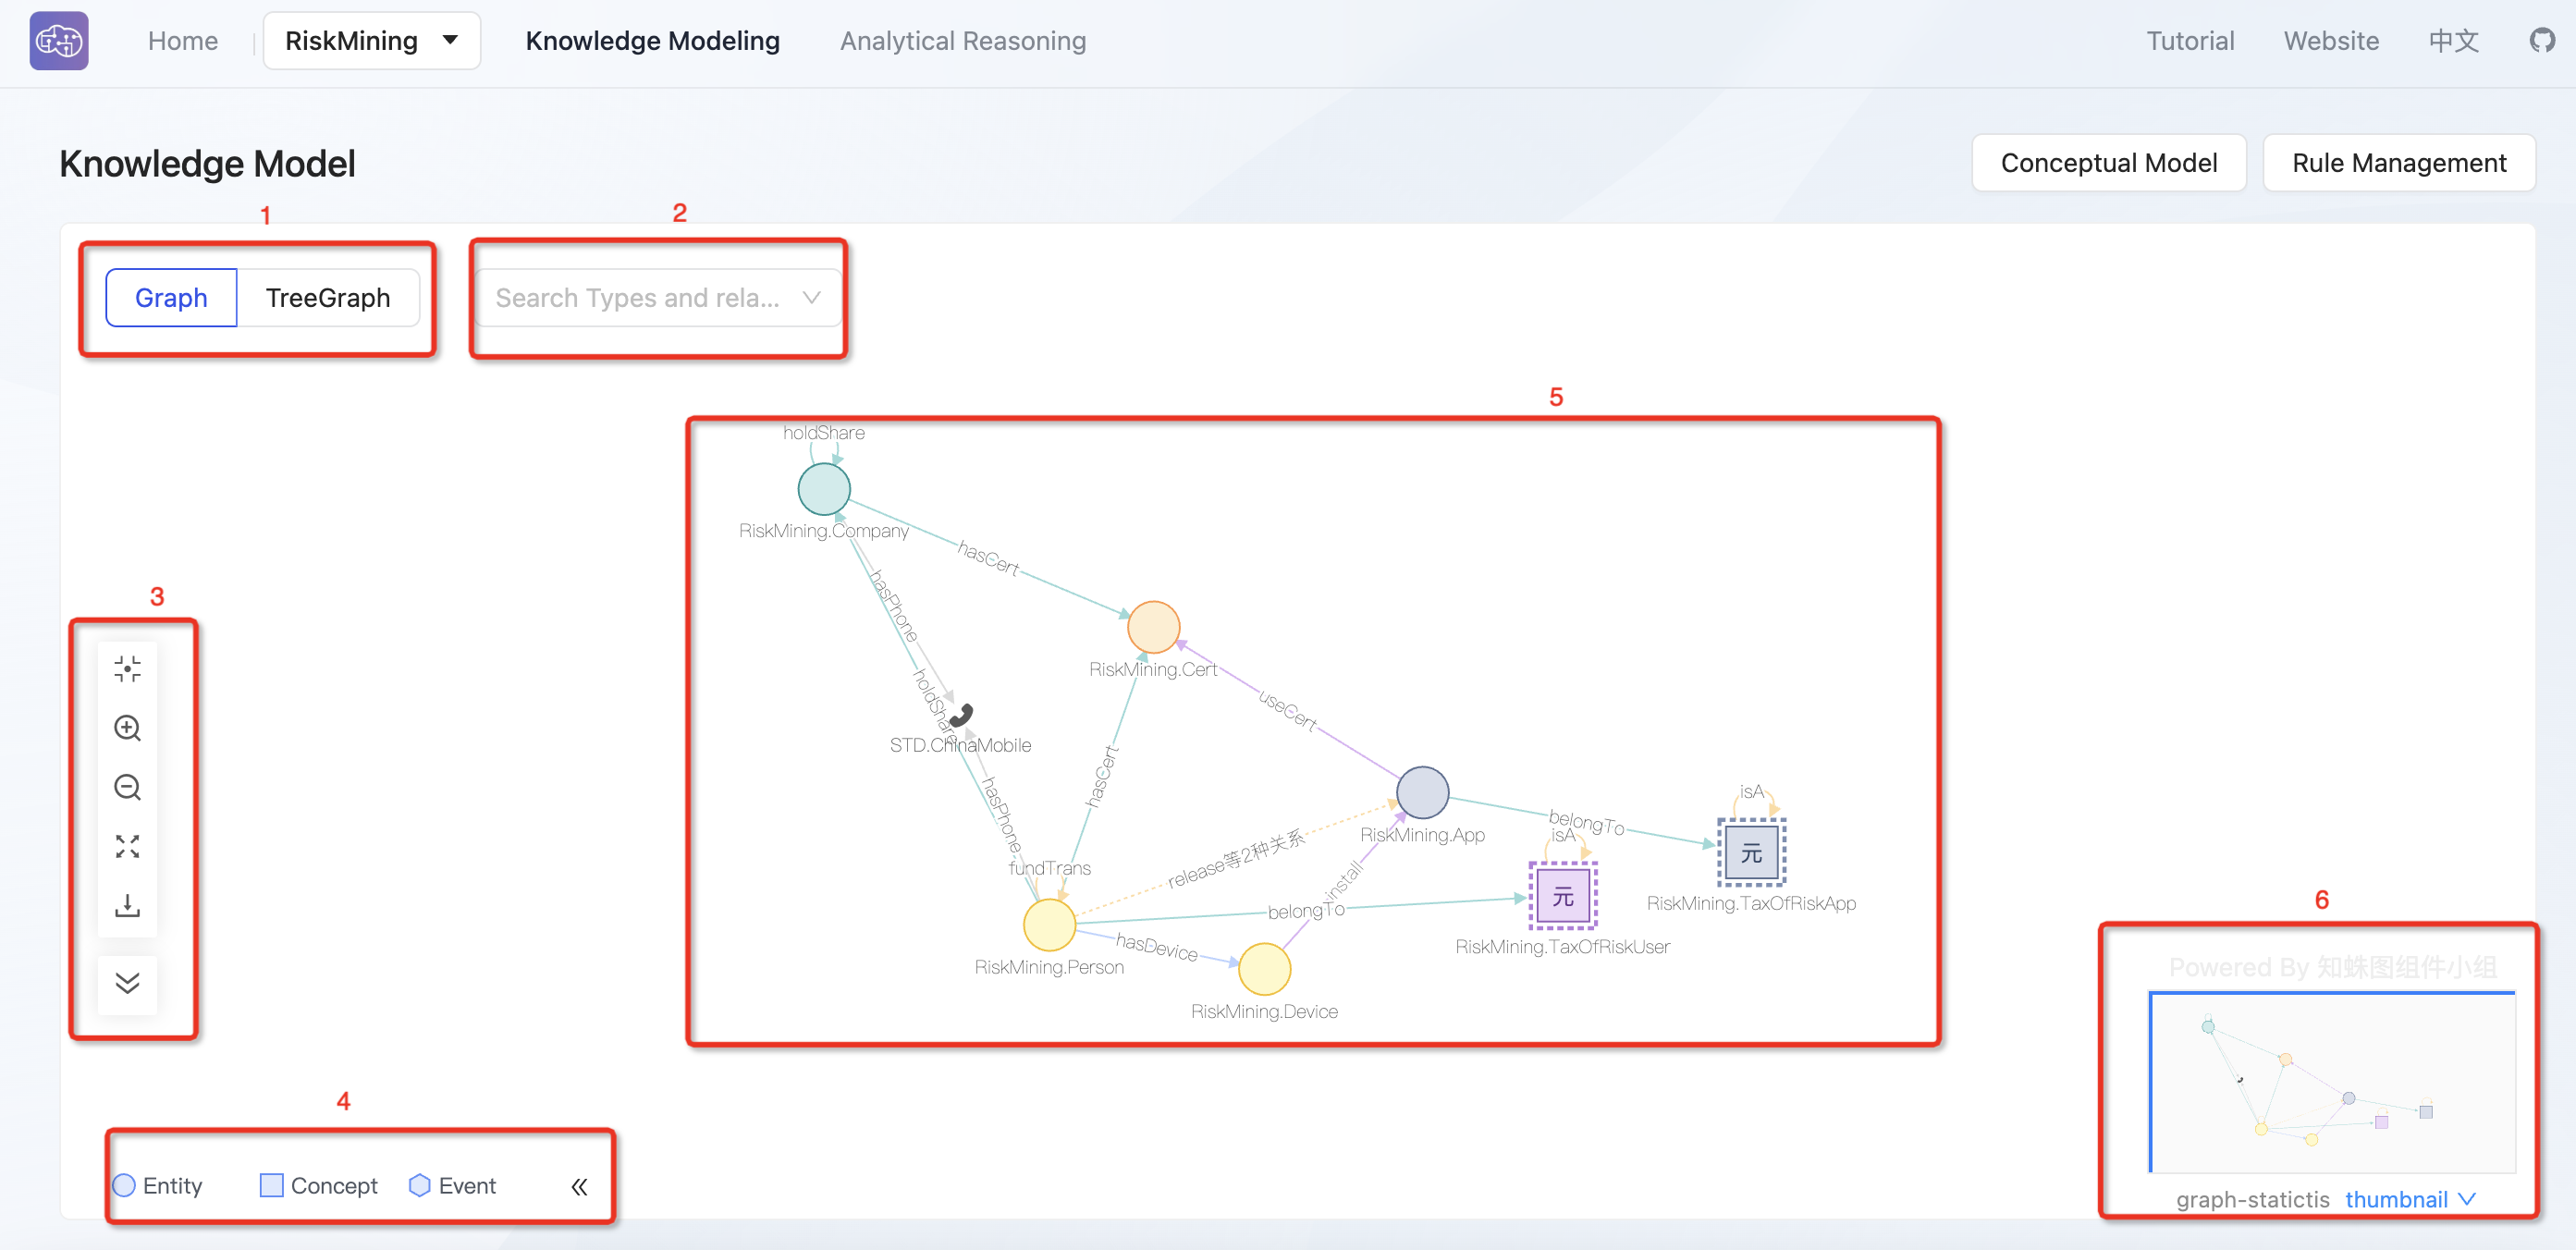 Home
RiskMining
Knowledge Modeling
Analytical Reasoning
Tutorial
Website
中文
Knowledge Model
Conceptual Model
Rule Management
1
2
Graph
TreeGraph
Search Types and rela...
5
holdShare
RiskMining.Company
hasCert
hasPhone
3
RiskMining.Cert
holdShare
useCert
STD.ChinaMobile
hasCert
hasPhone
isA
belongTo
isA
RiskMining.App
元
release等2种关系
fundTrans
install
元
RiskMining.TaxOfRiskApp
belongTo
hasDevice
RiskMining.TaxOfRiskUser
RiskMining.Person
RiskMining.Device
6
Powered By 知蛛图组件小组
4
Entity
Concept
Event
graph-statictis
thumbnail